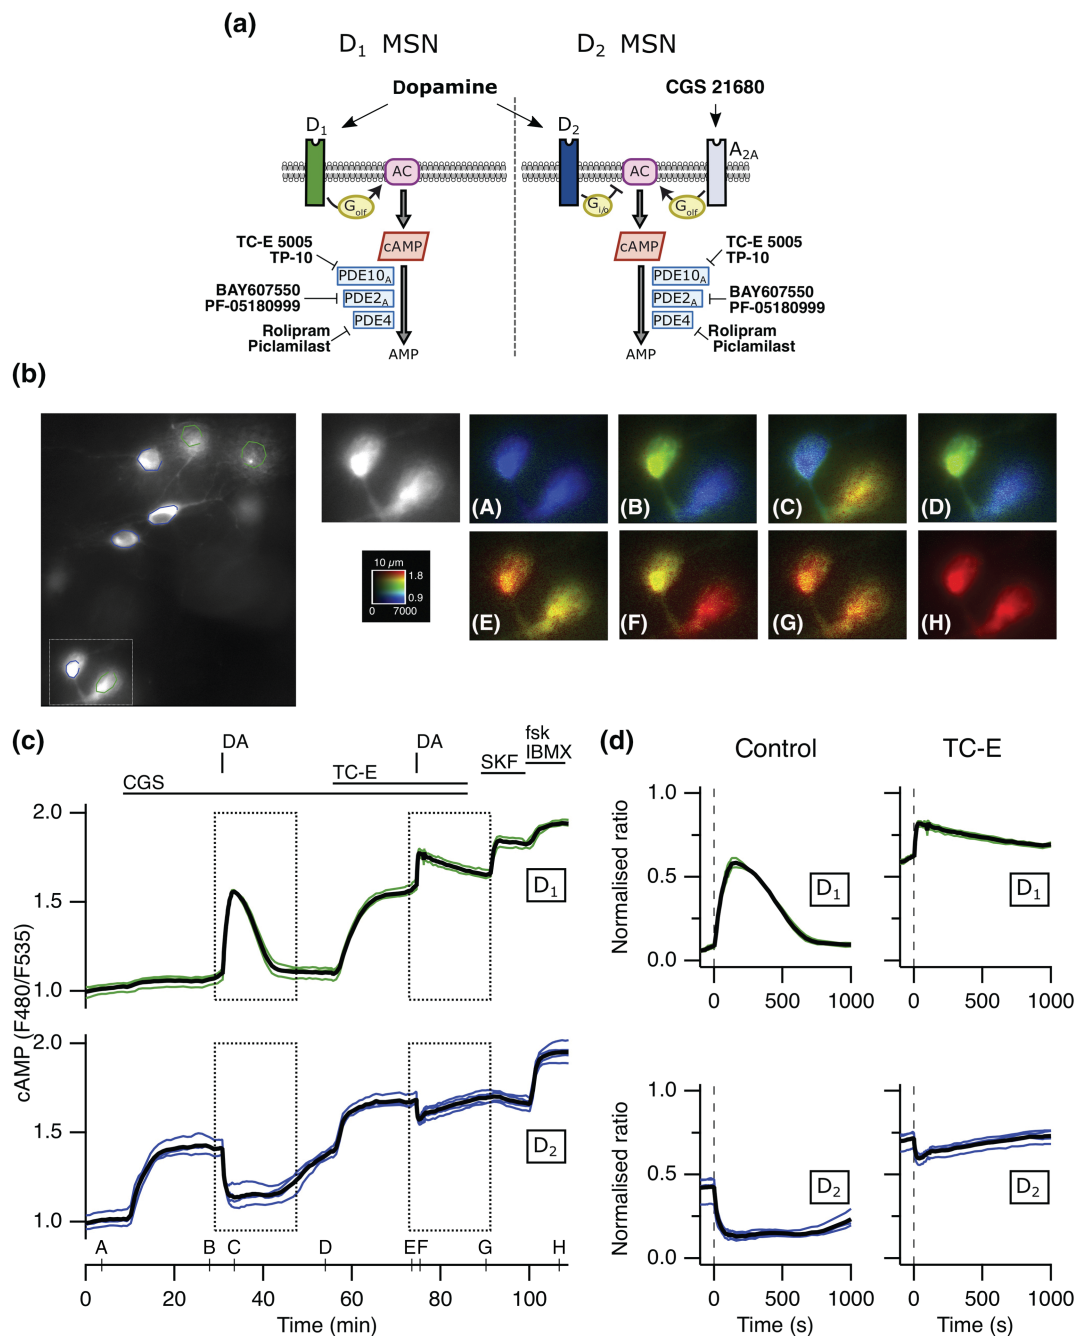 (a)
D1 MSN
D2 MSN
Dopamine
CGS 21680
D1
D2
A2A
AC
AC
Golf
Gi/o
Golf
cAMP
cAMP
TC-E 5005
TP-10
PDE10A
BAY607550
PF-05180999
PDE2A
Rolipram
Piclamilast
PDE4
AMP
PDE10A
TC-E 5005
TP-10
PDE2A
BAY607550
PF-05180999
PDE4
Rolipram
Piclamilast
AMP
(b)
(A)
(B)
(C)
(D)
10 µm
1.8
0.9
0 7000
(E)
(F)
(G)
(H)
(c)
DA
DA
fsk
IBMX
SKF
TC-E
CGS
cAMP (F480/F535)
2.0
1.5
1.0
D1
2.0
1.5
1.0
D2
A B C D E F G H
0 20 40 60 80 100
Time (min)
(d)
Control
TC-E
Normalised ratio
1.0
0.5
0.0
D1
D1
0 500 1000
0 500 1000
Normalised ratio
1.0
0.5
0.0
D2
D2
0 500 1000
0 500 1000
Time (s)
Time (s)